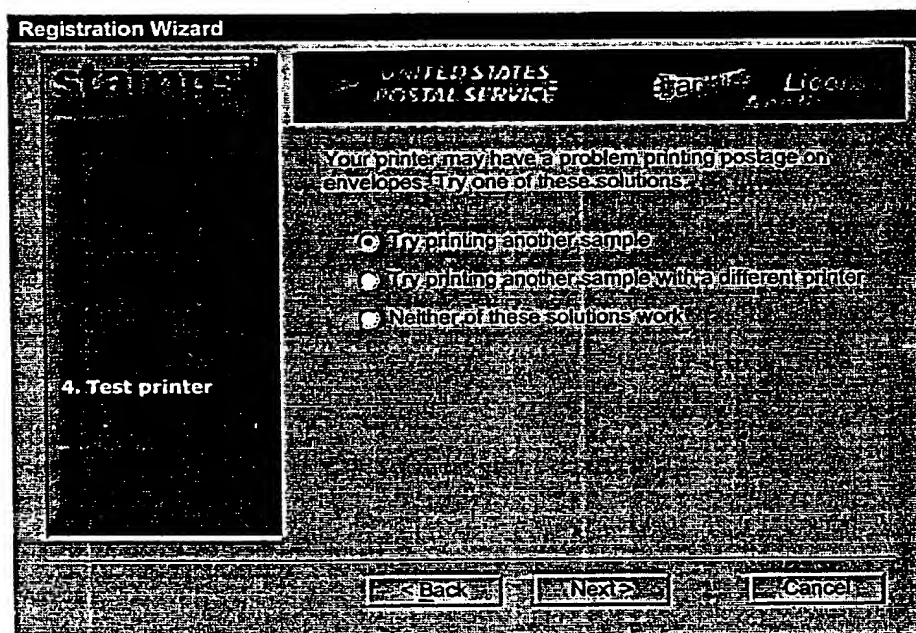 Registration Wizard
stamps
UNITED STATES
POSTAL SERVICE
Your printer may have a problem printing postage on
envelopes. Try one of these solutions:
Try printing another sample
Try printing another sample with a different printer
Neither of these solutions work
4. Test printer
< Back
Next >
Cancel